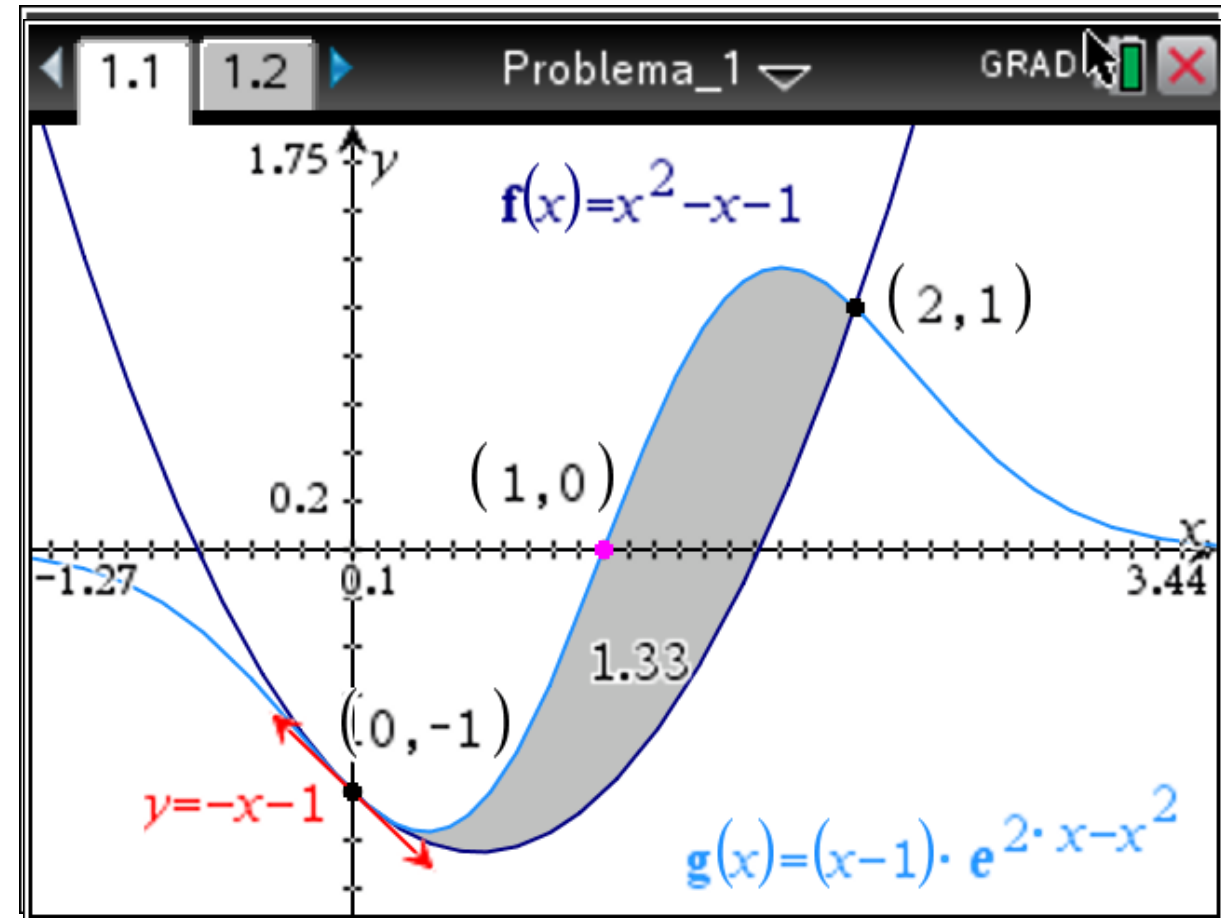 1.1 1.2 Problema_1 GRAD
1.75 y
f(x)=x²-x-1
(2,1)
(1,0)
0.2
x
-1.27 0.1 3.44
1.33
(0,-1)
y=-x-1
g(x)=(x-1)·e^(2·x-x²)